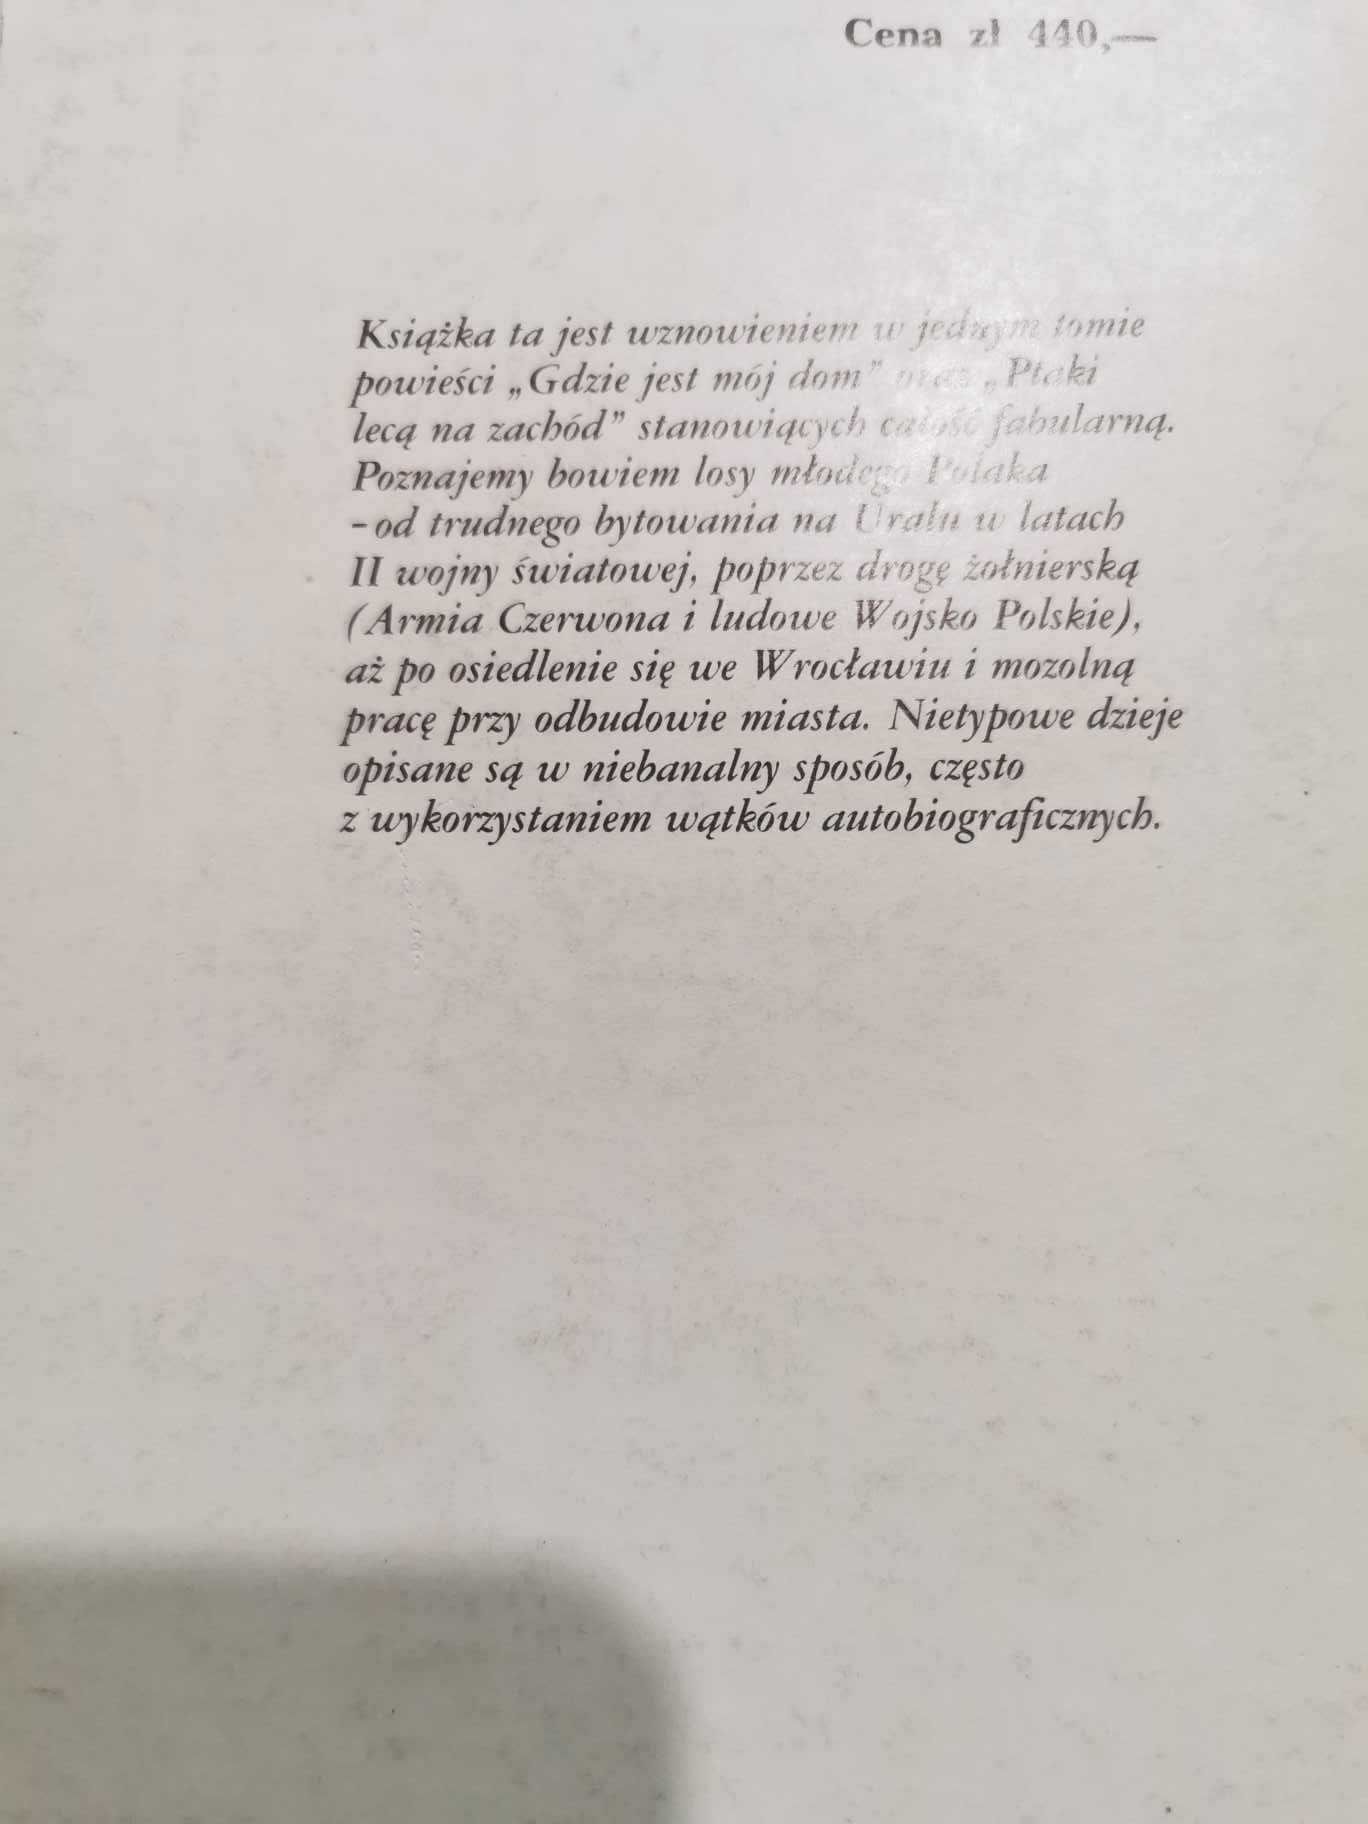 Cena zł 440,—
Książka ta jest wznowieniem w jednym tomie
powieści „Gdzie jest mój dom” oraz „Ptaki
lecą na zachód” stanowiących całość fabularną.
Poznajemy bowiem losy młodego Polaka
– od trudnego bytowania na Uralu w latach
II wojny światowej, poprzez drogę żołnierską
(Armia Czerwona i ludowe Wojsko Polskie),
aż po osiedlenie się we Wrocławiu i mozolną
pracę przy odbudowie miasta. Nietypowe dzieje
opisane są w niebanalny sposób, często
z wykorzystaniem wątków autobiograficznych.